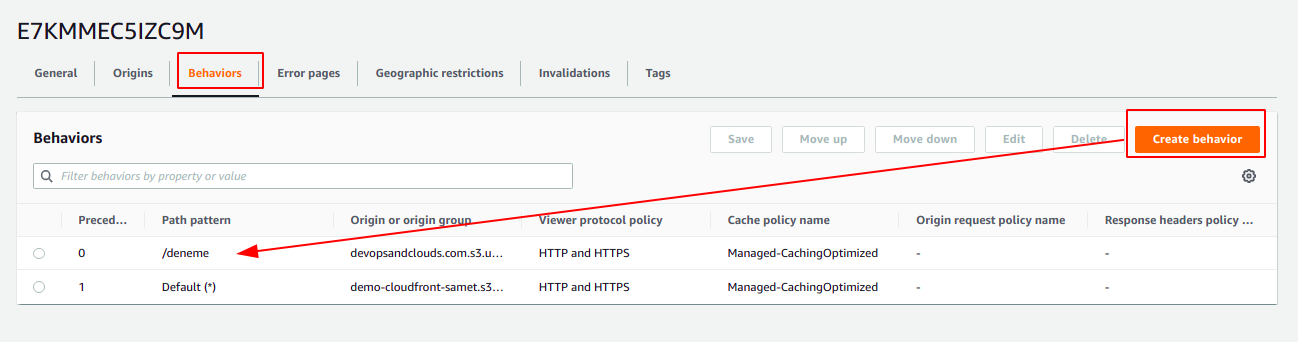 E7KMMEC5IZC9M
General Origins Behaviors Error pages Geographic restrictions Invalidations Tags
Behaviors Save Move up Move down Edit Delete Create behavior
Filter behaviors by property or value
Preced... Path pattern Origin or origin group Viewer protocol policy Cache policy name Origin request policy name Response headers policy ...
0 /deneme devopsandclouds.com.s3.u... HTTP and HTTPS Managed-CachingOptimized - -
1 Default (*) demo-cloudfront-samet.s3... HTTP and HTTPS Managed-CachingOptimized - -